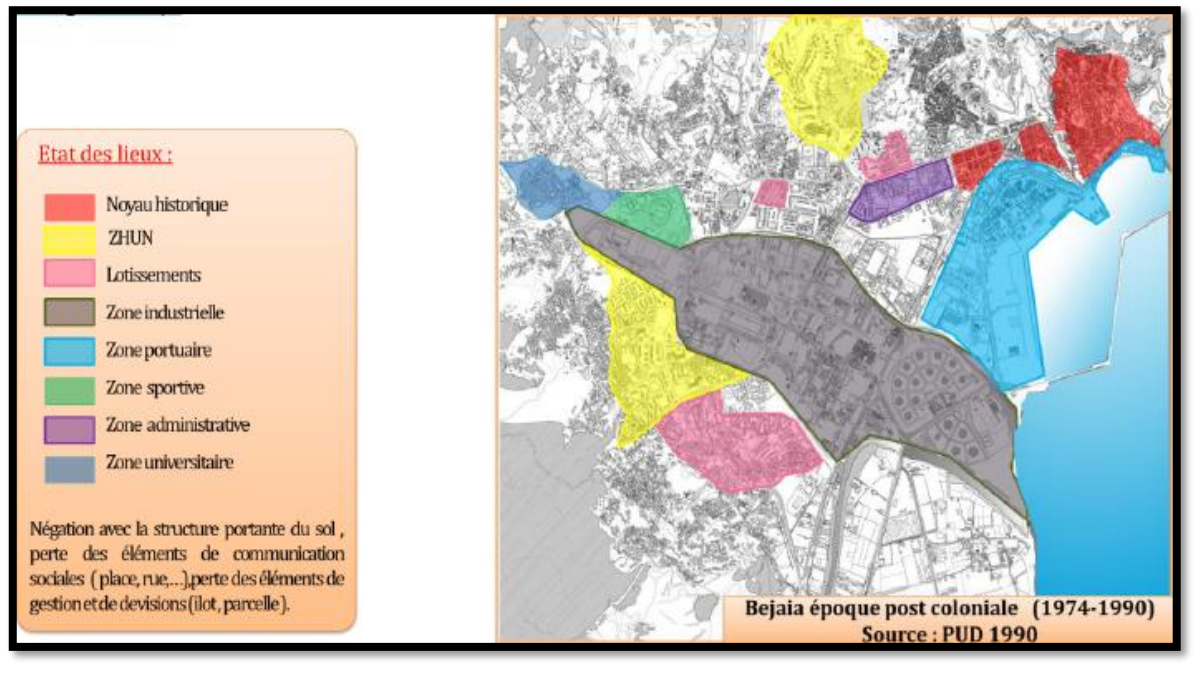 Etat des lieux :
Noyau historique
ZHUN
Lotissements
Zone industrielle
Zone portuaire
Zone sportive
Zone administrative
Zone universitaire
Négation avec la structure portante du sol ,
perte des éléments de communication
sociales ( place, rue,...),perte des éléments de
gestion et de devisions (ilot, parcelle ).
Bejaia époque post coloniale (1974-1990)
Source : PUD 1990